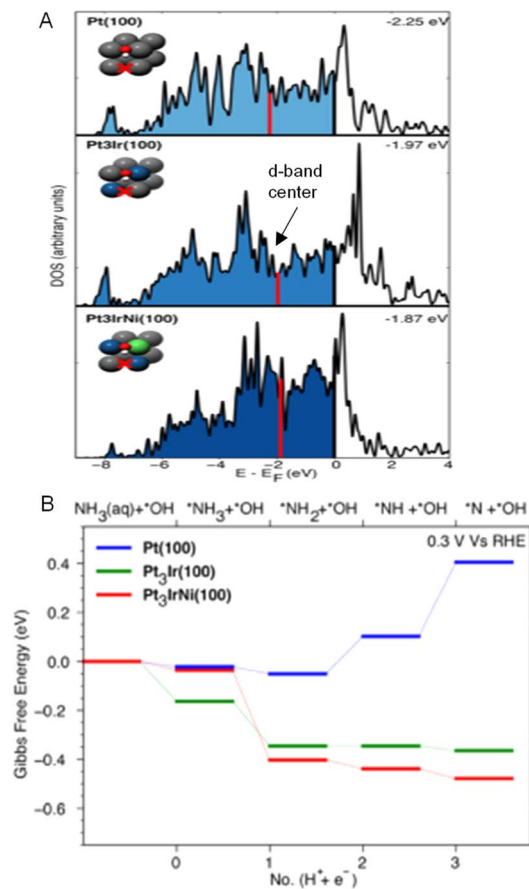 A
Pt(100)
-2.25 eV
Pt3Ir(100)
-1.97 eV
d-band
center
DOS (arbitrary units)
Pt3IrNi(100)
-1.87 eV
−8 −6 −4 −2 0 2 4
E - E_F (eV)
B
NH₃(aq)+*OH *NH₃+*OH *NH₂+*OH *NH +*OH *N +*OH
0.3 V Vs RHE
Pt(100)
Pt₃Ir(100)
Pt₃IrNi(100)
0.4
0.2
0.0
−0.2
−0.4
−0.6
Gibbs Free Energy (eV)
0 1 2 3
No. (H⁺+ e⁻)